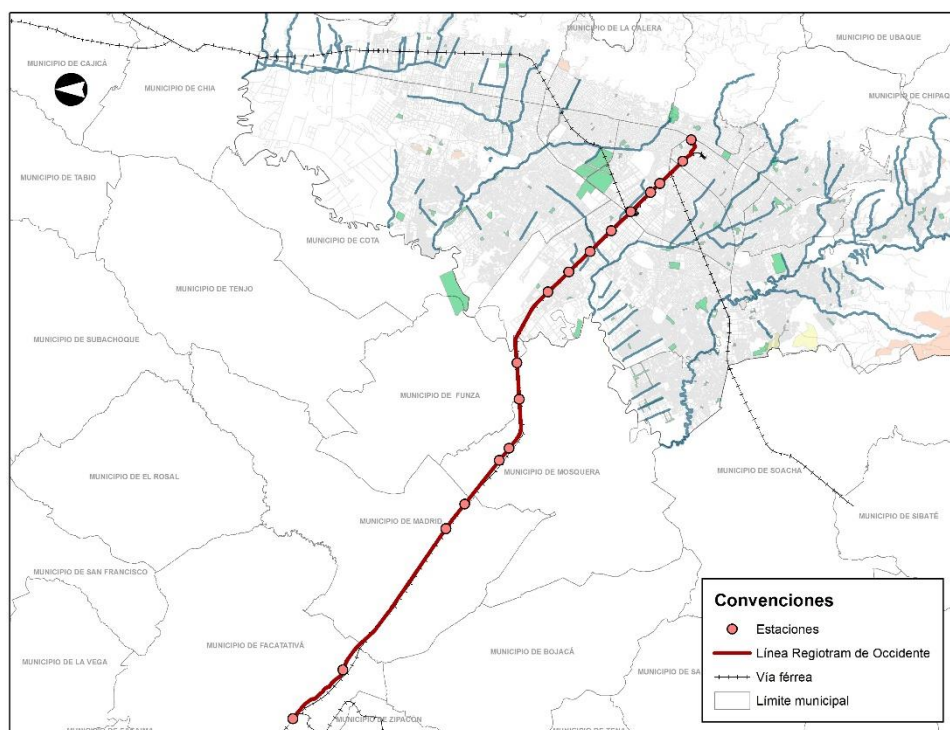 MUNICIPIO DE LA CALERA
MUNICIPIO DE UBAQUE
MUNICIPIO DE CAJICÁ
MUNICIPIO DE CHIA
MUNICIPIO DE CHIPAQ
MUNICIPIO DE TABIO
MUNICIPIO DE COTA
MUNICIPIO DE TENJO
MUNICIPIO DE SUBACHOQUE
MUNICIPIO DE FUNZA
MUNICIPIO DE EL ROSAL
MUNICIPIO DE MOSQUERA
MUNICIPIO DE SOACHA
MUNICIPIO DE SIBATÉ
MUNICIPIO DE MADRID
MUNICIPIO DE SAN FRANCISCO
MUNICIPIO DE FACATATIVÁ
MUNICIPIO DE BOJACÁ
MUNICIPIO DE LA VEGA
MUNICIPIO DE SA
MUNICIPIO DE ZIPACÓN
Convenciones
Estaciones
Línea Regiotram de Occidente
Vía férrea
Límite municipal